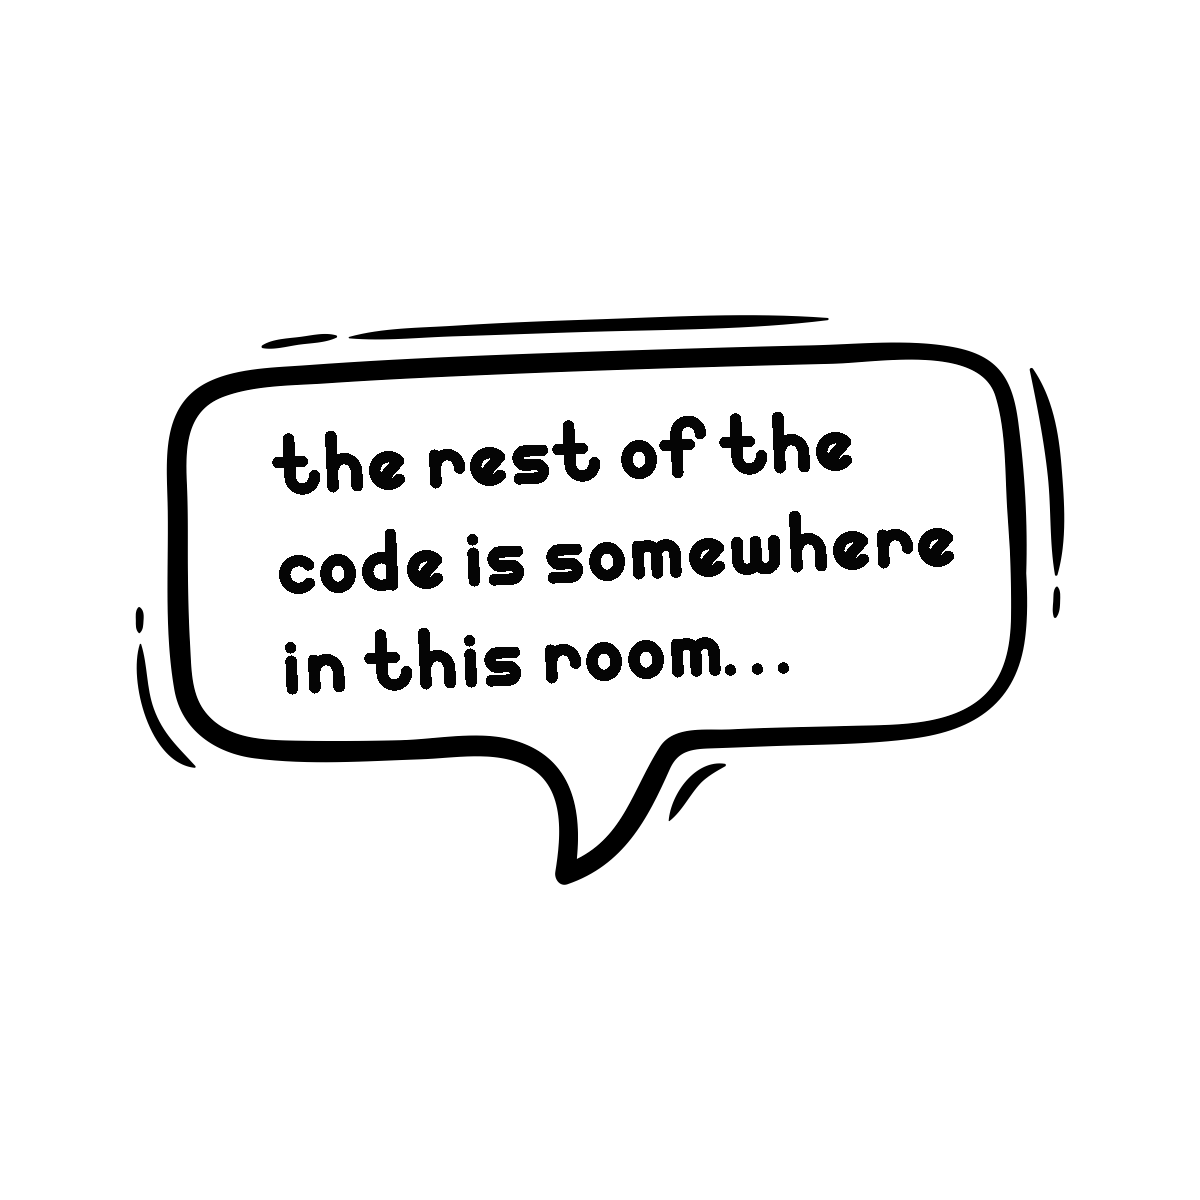 the rest of the
code is somewhere
in this room...